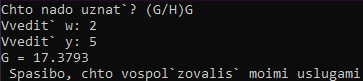 Chto nado uznat`? (G/H)G
Vvedit` w: 2
Vvedit` y: 5
G = 17.3793
 Spasibo, chto vospol`zovalis` moimi uslugami